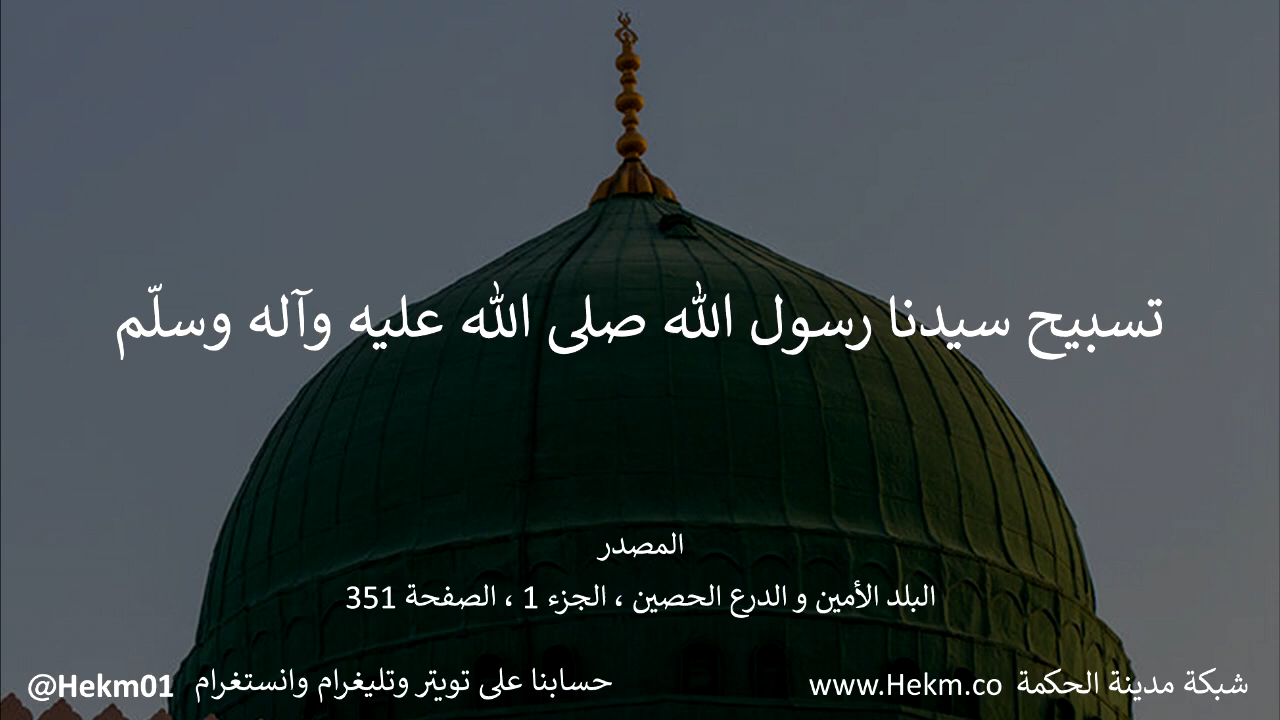 تسبيح سيدنا رسول الله صلى الله عليه وآله وسلّم
المصدر
البلد الأمين و الدرع الحصين ، الجزء 1 ، الصفحة 351
شبكة مدينة الحكمة www.Hekm.co
حسابنا على تويتر وتليغرام وانستغرام @Hekm01